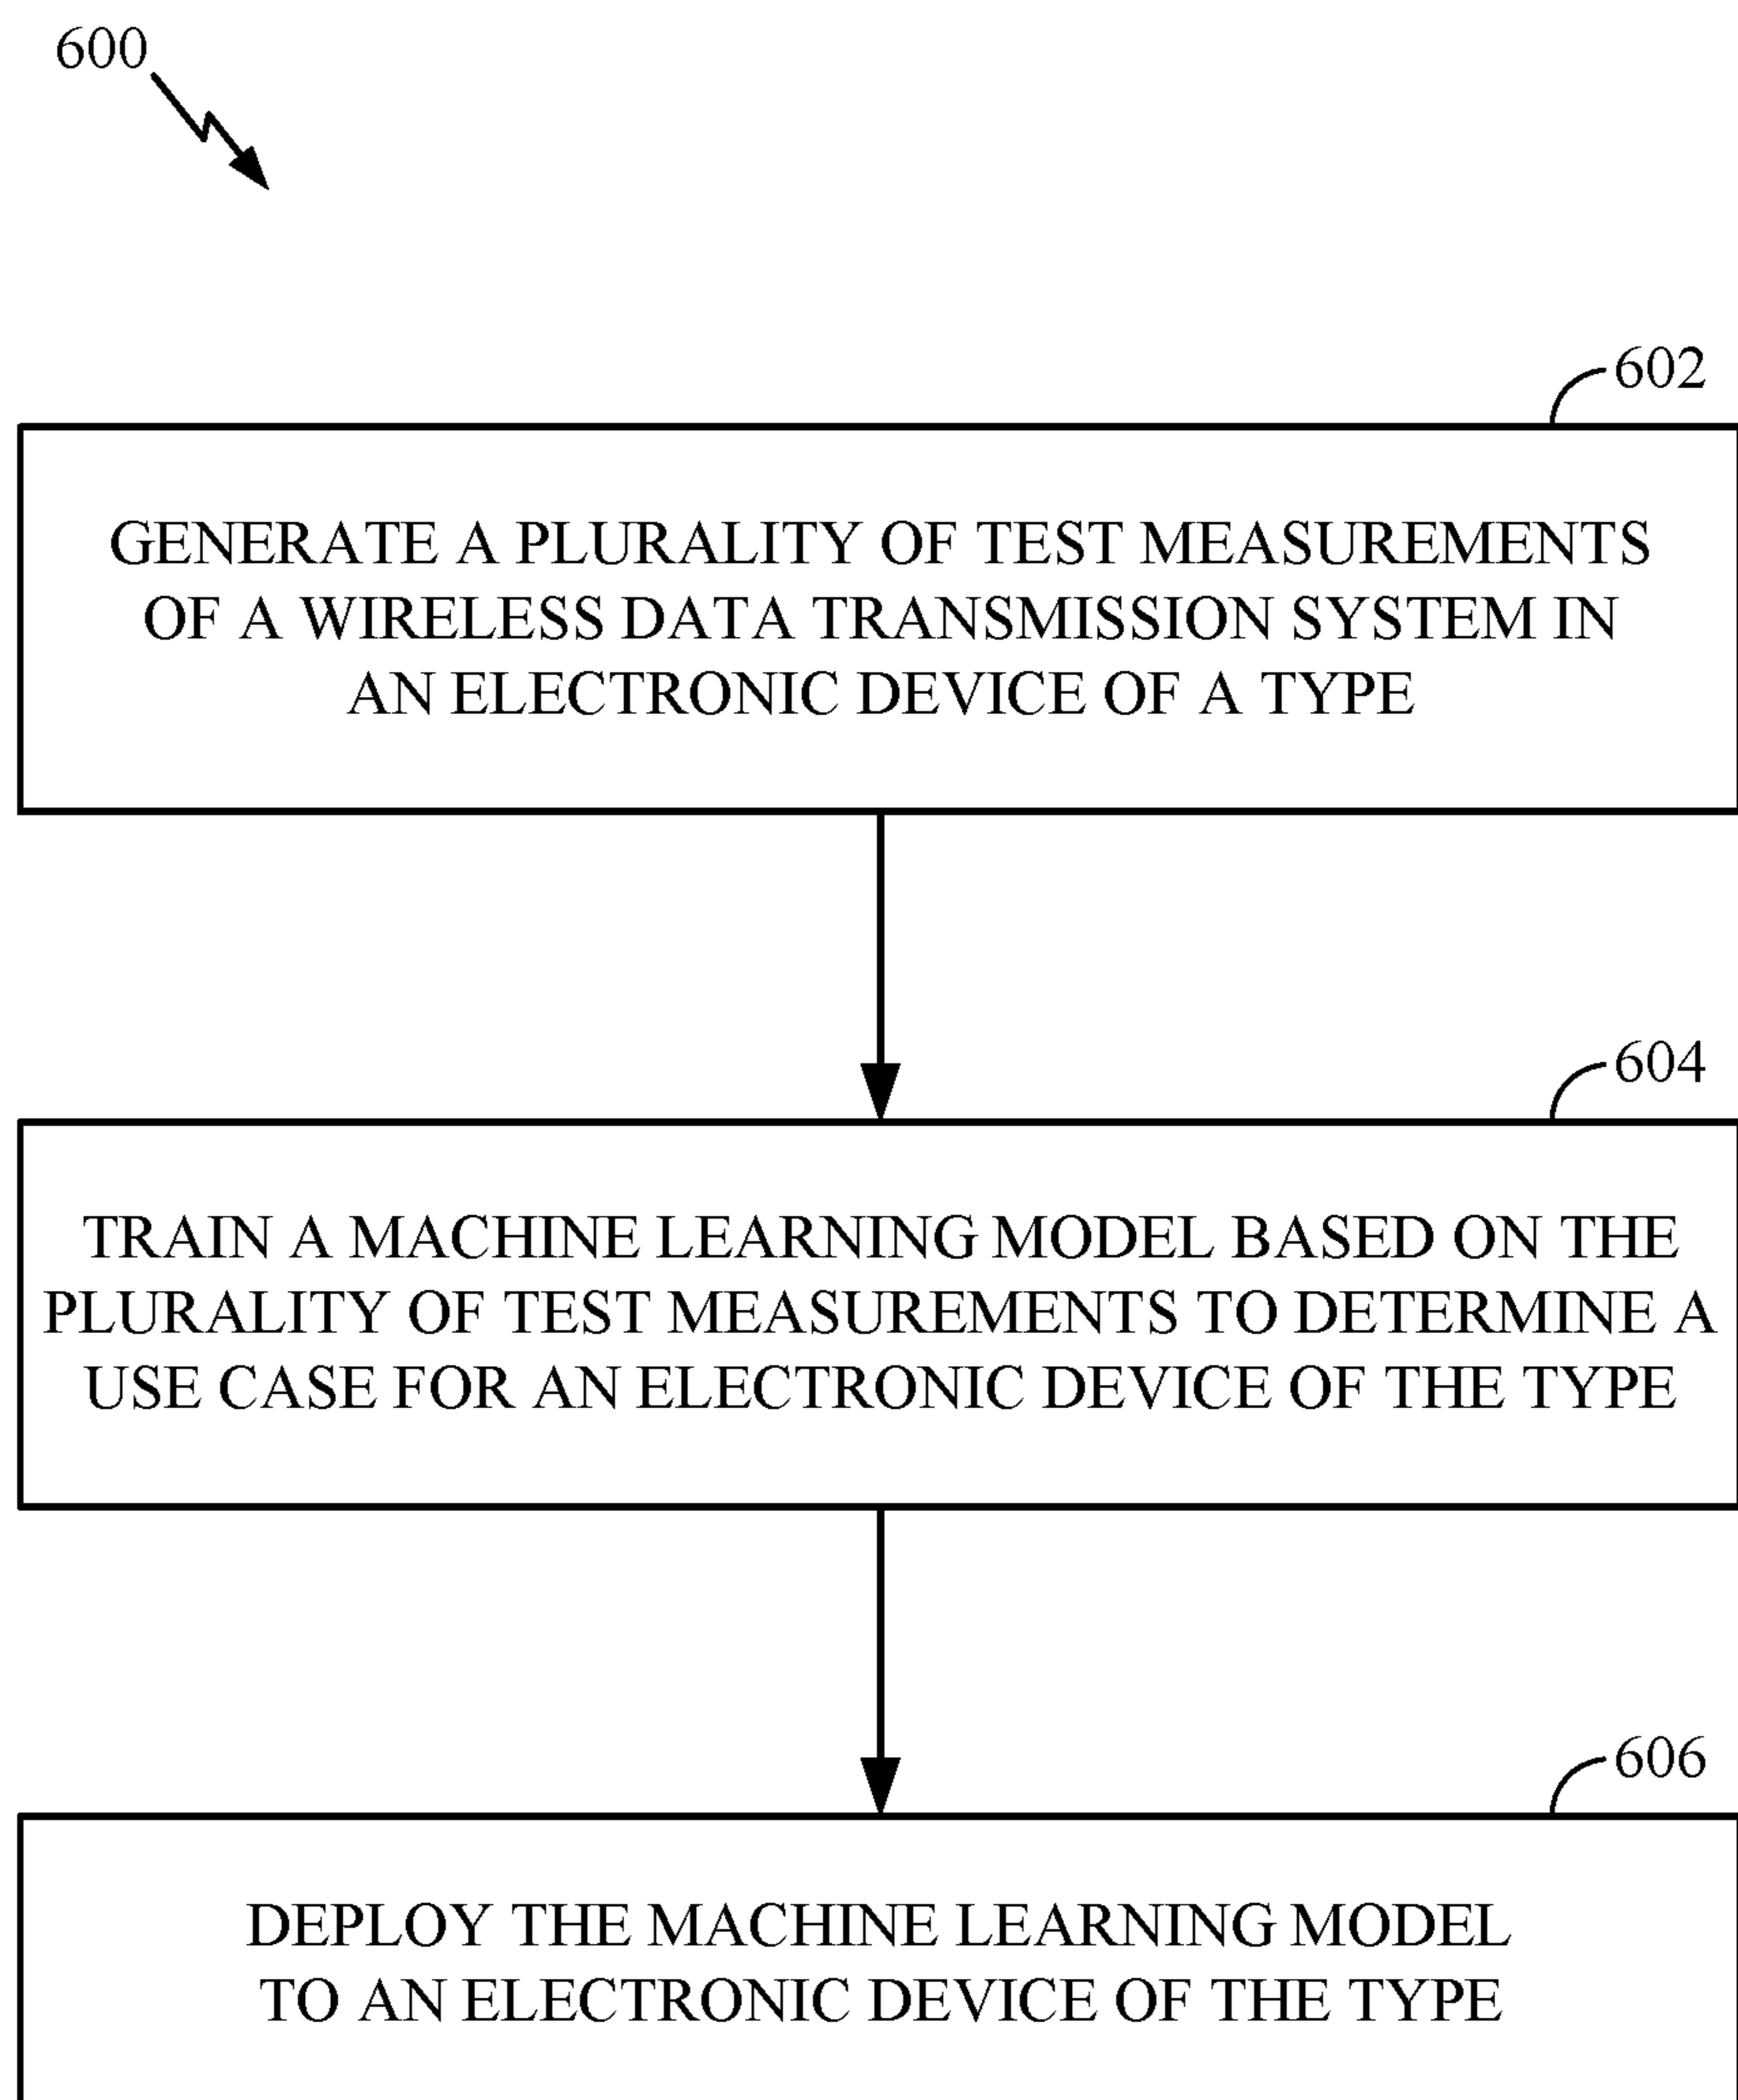 600
602
GENERATE A PLURALITY OF TEST MEASUREMENTS
OF A WIRELESS DATA TRANSMISSION SYSTEM IN
AN ELECTRONIC DEVICE OF A TYPE
604
TRAIN A MACHINE LEARNING MODEL BASED ON THE
PLURALITY OF TEST MEASUREMENTS TO DETERMINE A
USE CASE FOR AN ELECTRONIC DEVICE OF THE TYPE
606
DEPLOY THE MACHINE LEARNING MODEL
TO AN ELECTRONIC DEVICE OF THE TYPE